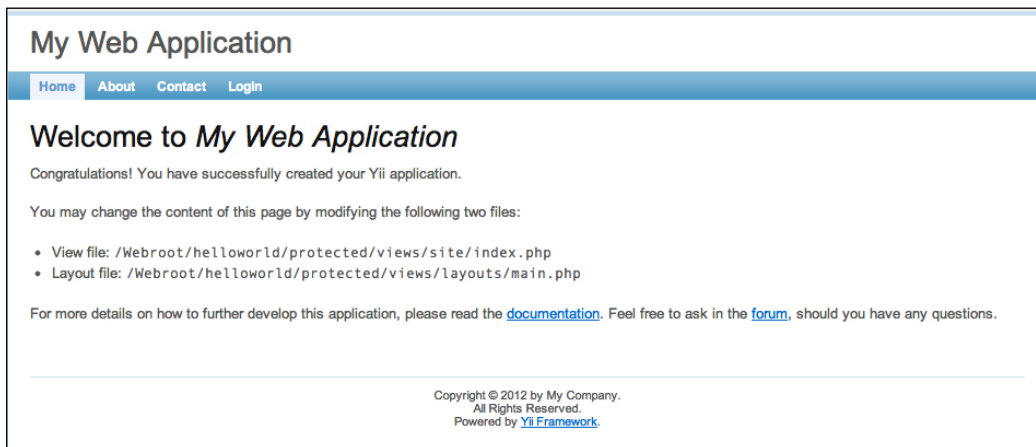 My Web Application
Home About Contact Login
Welcome to My Web Application
Congratulations! You have successfully created your Yii application.
You may change the content of this page by modifying the following two files:
• View file: /Webroot/helloworld/protected/views/site/index.php
• Layout file: /Webroot/helloworld/protected/views/layouts/main.php
For more details on how to further develop this application, please read the documentation. Feel free to ask in the forum, should you have any questions.
Copyright © 2012 by My Company.
All Rights Reserved.
Powered by Yii Framework.